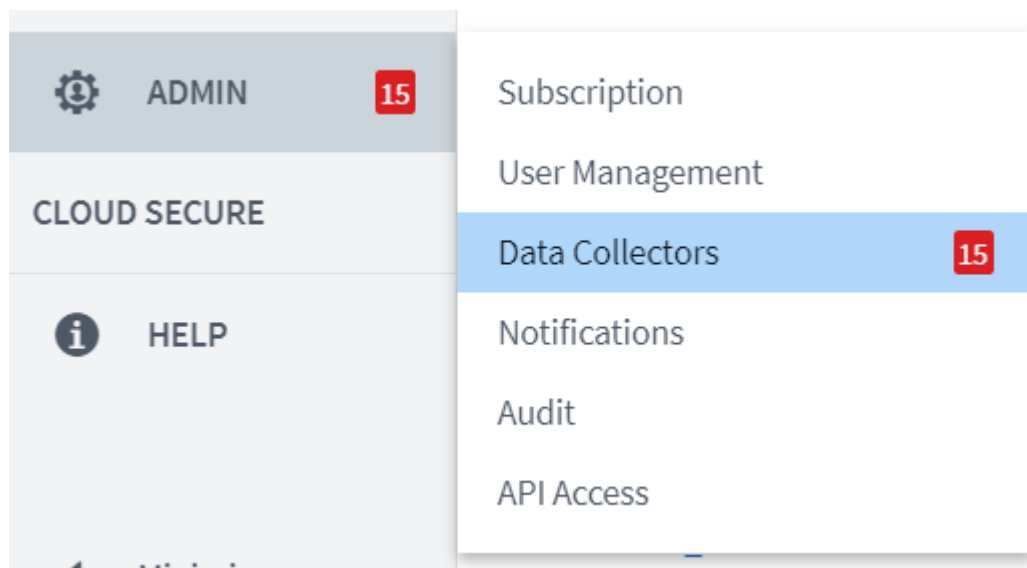 ADMIN 15
CLOUD SECURE
HELP
Subscription
User Management
Data Collectors 15
Notifications
Audit
API Access